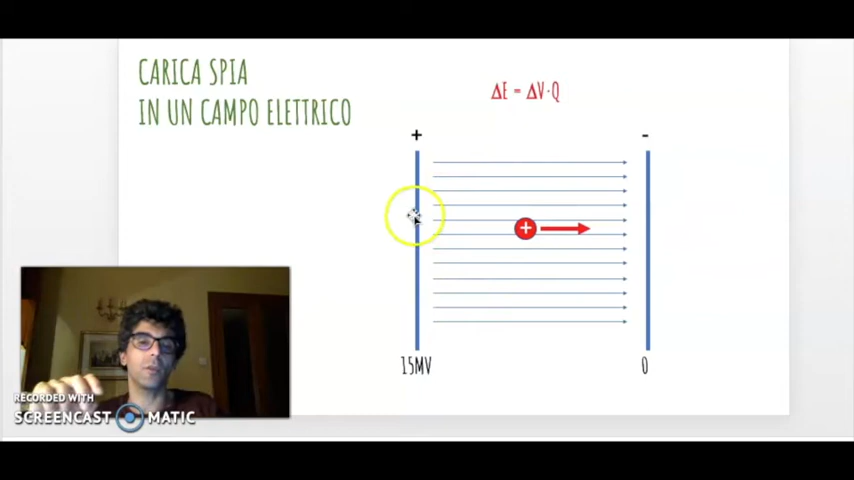 CARICA SPIA
IN UN CAMPO ELETTRICO
ΔE = ΔV·Q
+
-
+
15MV
0
RECORDED WITH
SCREENCAST MATIC